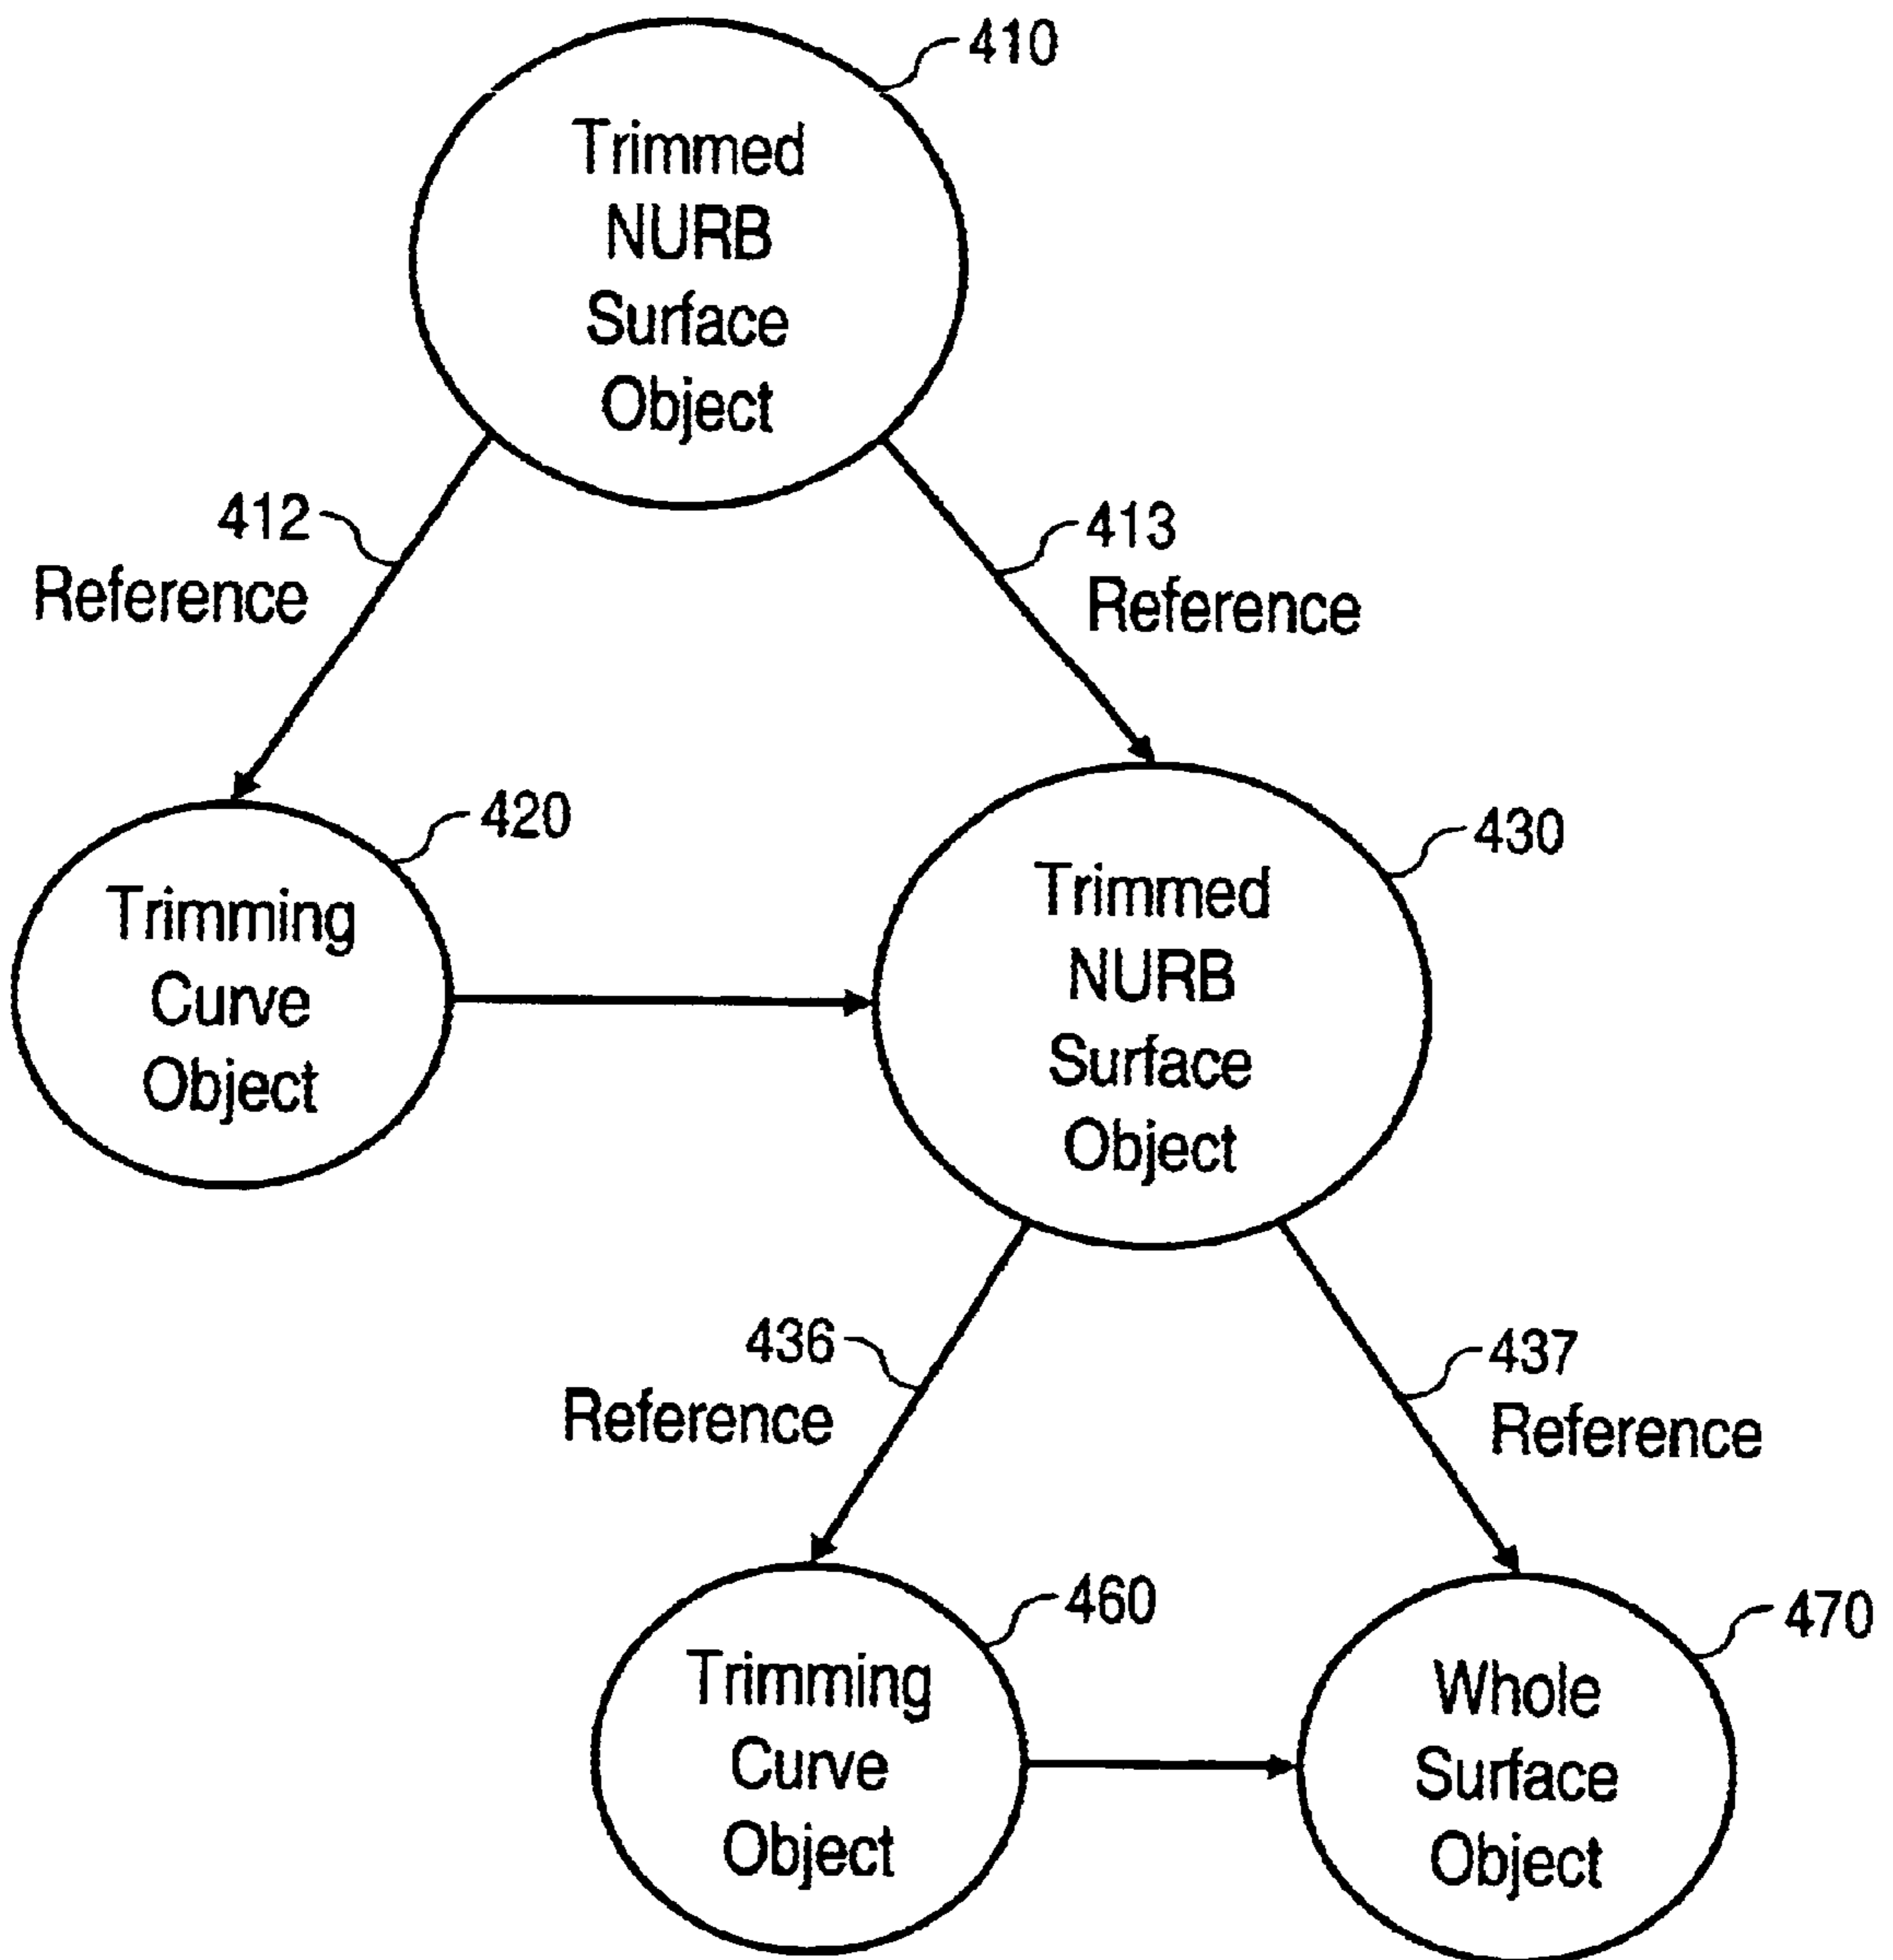 410
Trimmed
NURB
Surface
Object
412
Reference
413
Reference
420
Trimming
Curve
Object
430
Trimmed
NURB
Surface
Object
436
Reference
437
Reference
460
Trimming
Curve
Object
470
Whole
Surface
Object